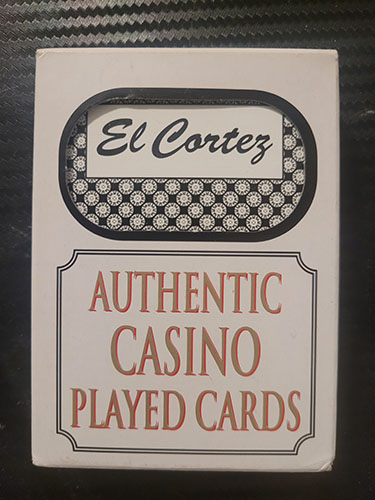 El Cortez
AUTHENTIC
CASINO
PLAYED CARDS